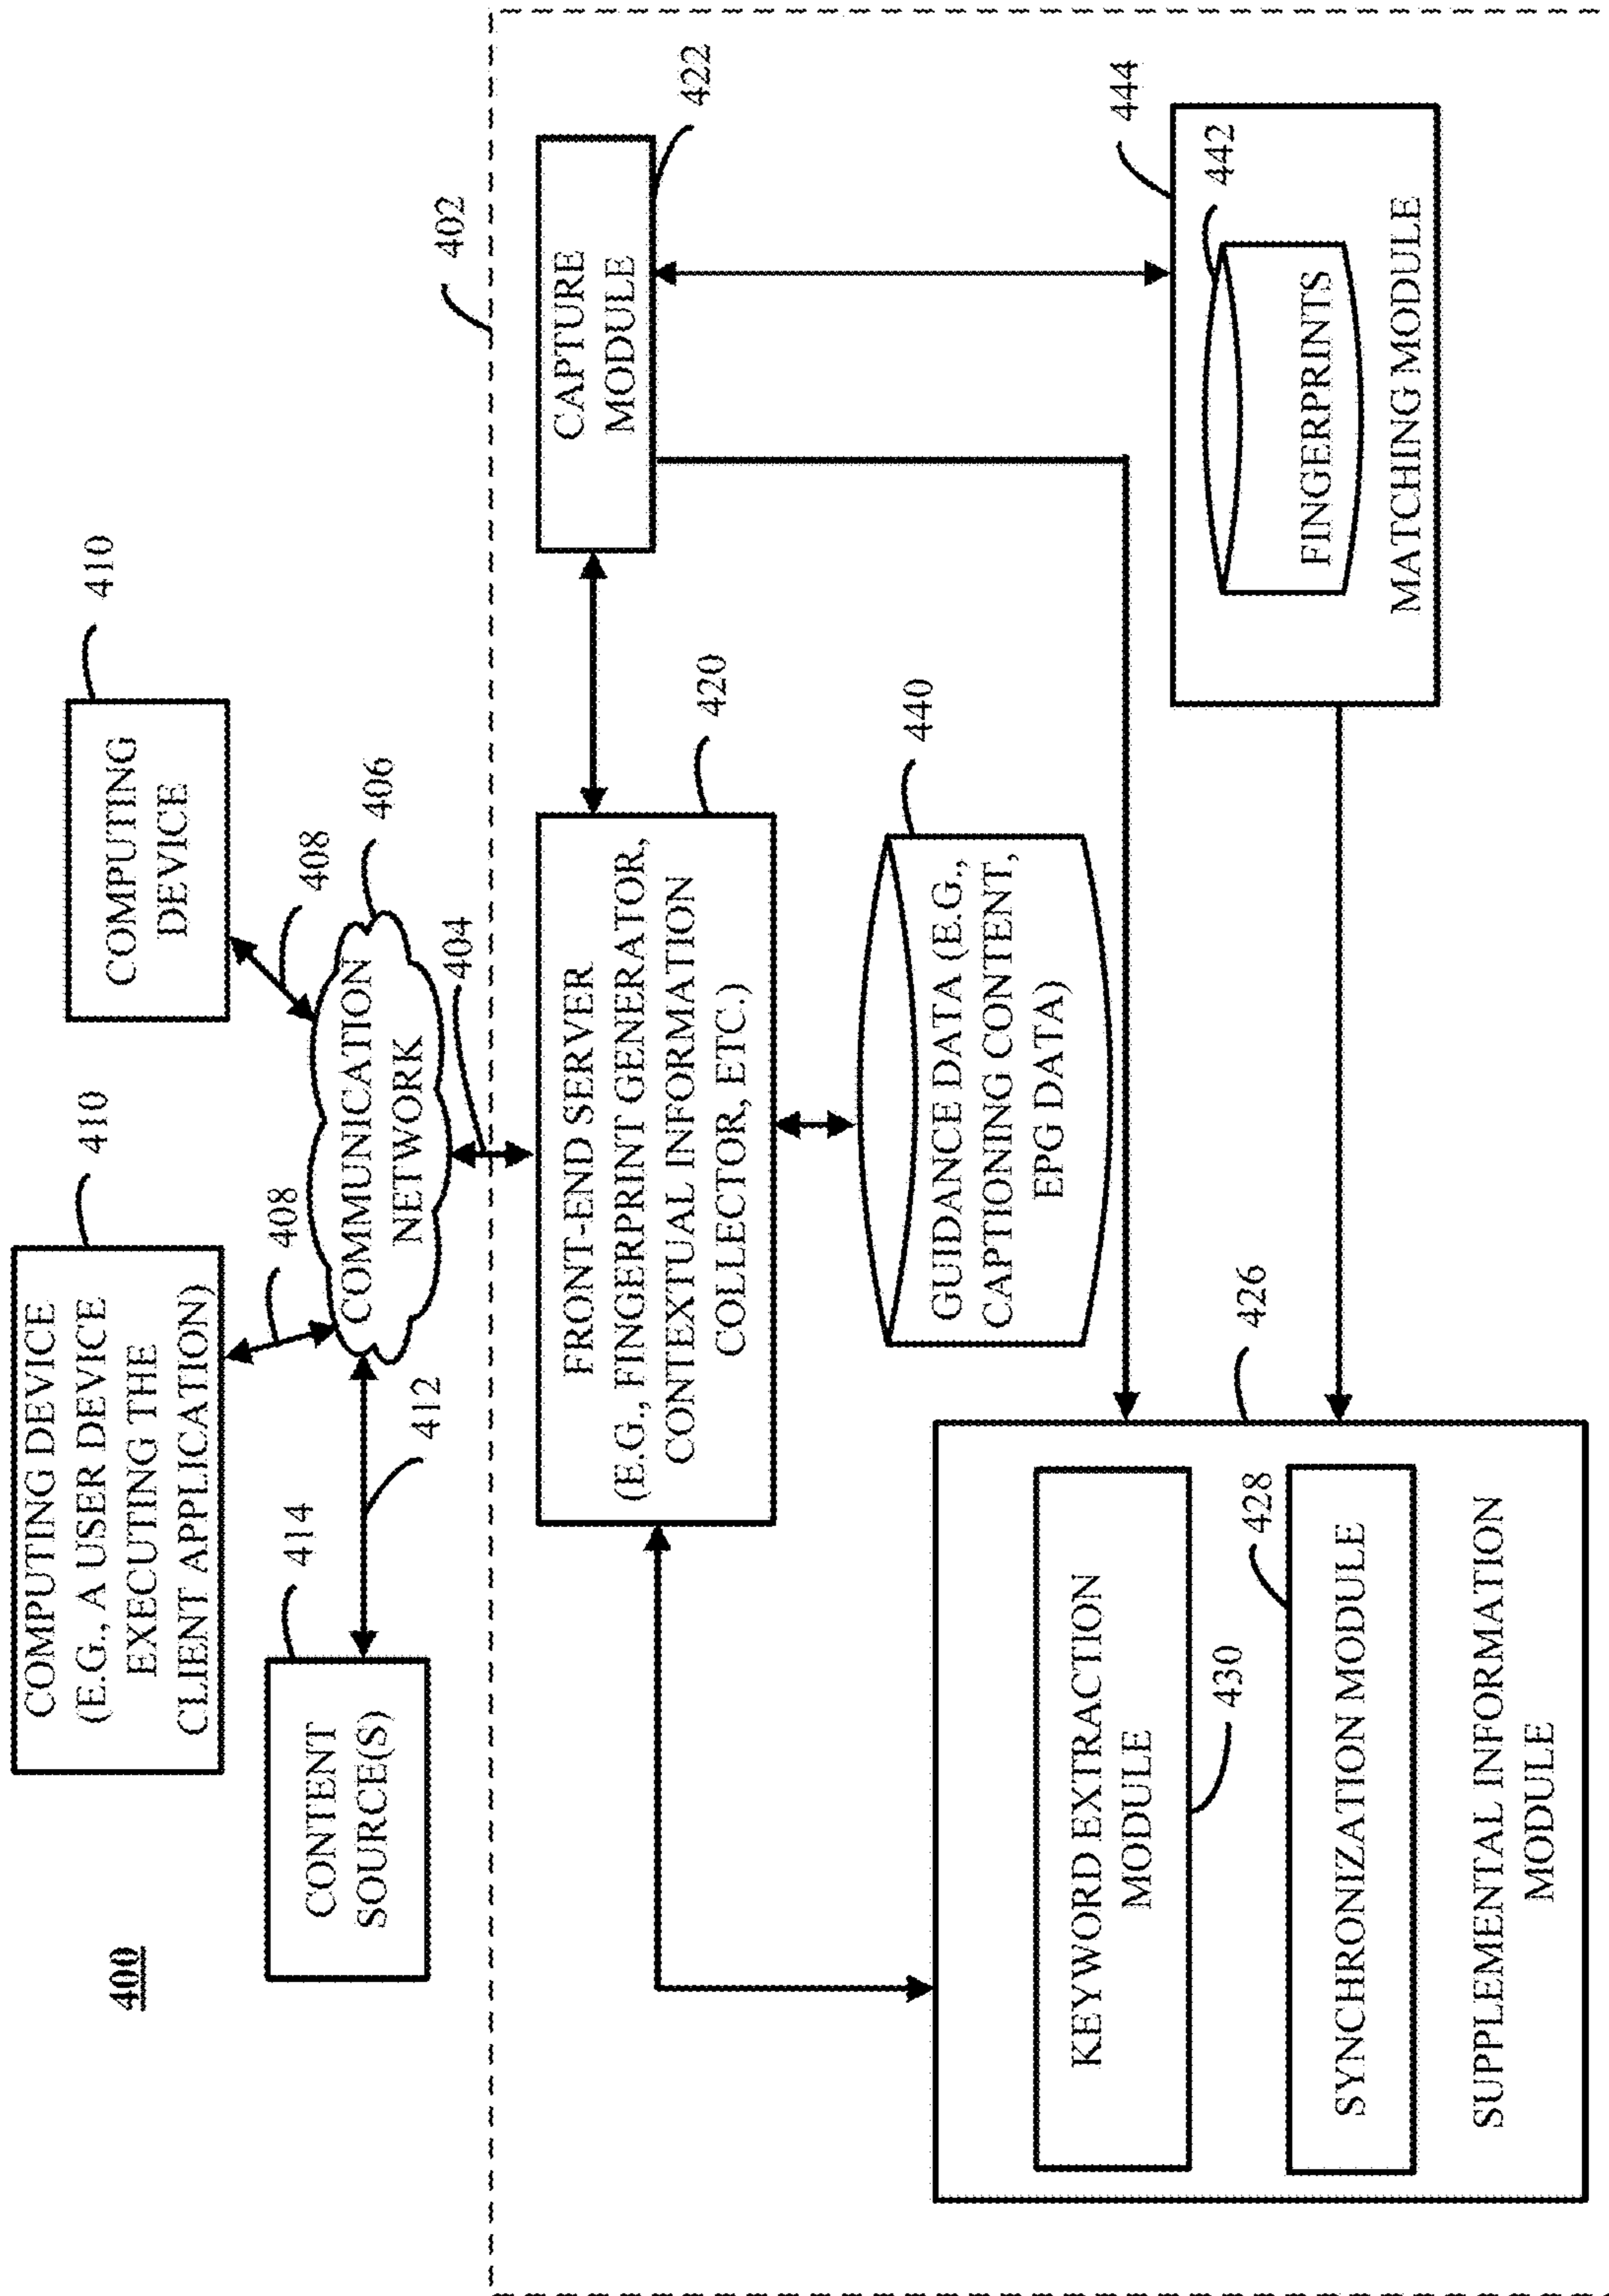 400
COMPUTING DEVICE
(E.G., A USER DEVICE
EXECUTING THE
CLIENT APPLICATION)
410
COMPUTING
DEVICE
410
408
408
COMMUNICATION
NETWORK
406
CONTENT
SOURCE(S)
414
412
404
402
FRONT-END SERVER
(E.G., FINGERPRINT GENERATOR,
CONTEXTUAL INFORMATION
COLLECTOR, ETC.)
420
CAPTURE
MODULE
422
GUIDANCE DATA (E.G.,
CAPTIONING CONTENT,
EPG DATA)
440
KEYWORD EXTRACTION
MODULE
430
SYNCHRONIZATION MODULE
428
SUPPLEMENTAL INFORMATION
MODULE
426
FINGERPRINTS
442
MATCHING MODULE
444